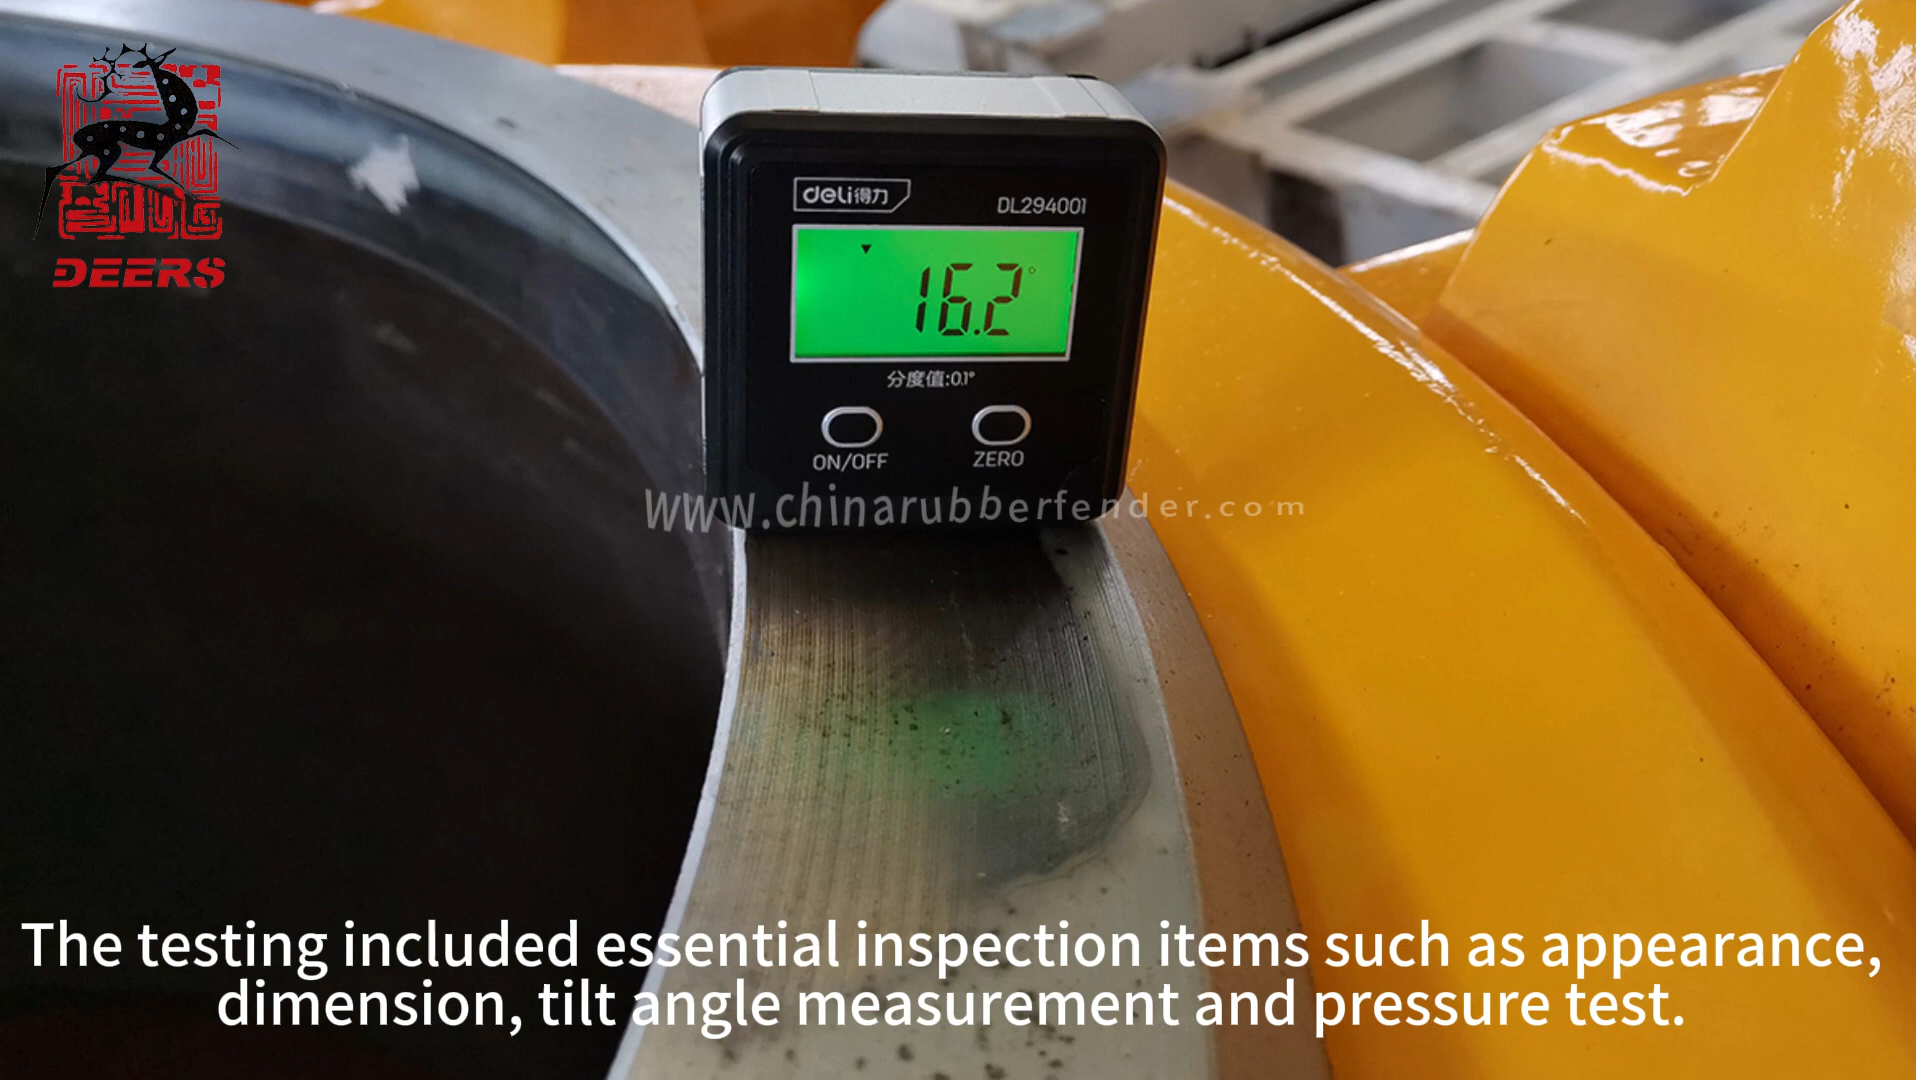 DEERS
deli得力
DL294001
16.2°
分度值:0.1°
ON/OFF
ZERO
www.chinarubberfender.com
The testing included essential inspection items such as appearance,
dimension, tilt angle measurement and pressure test.